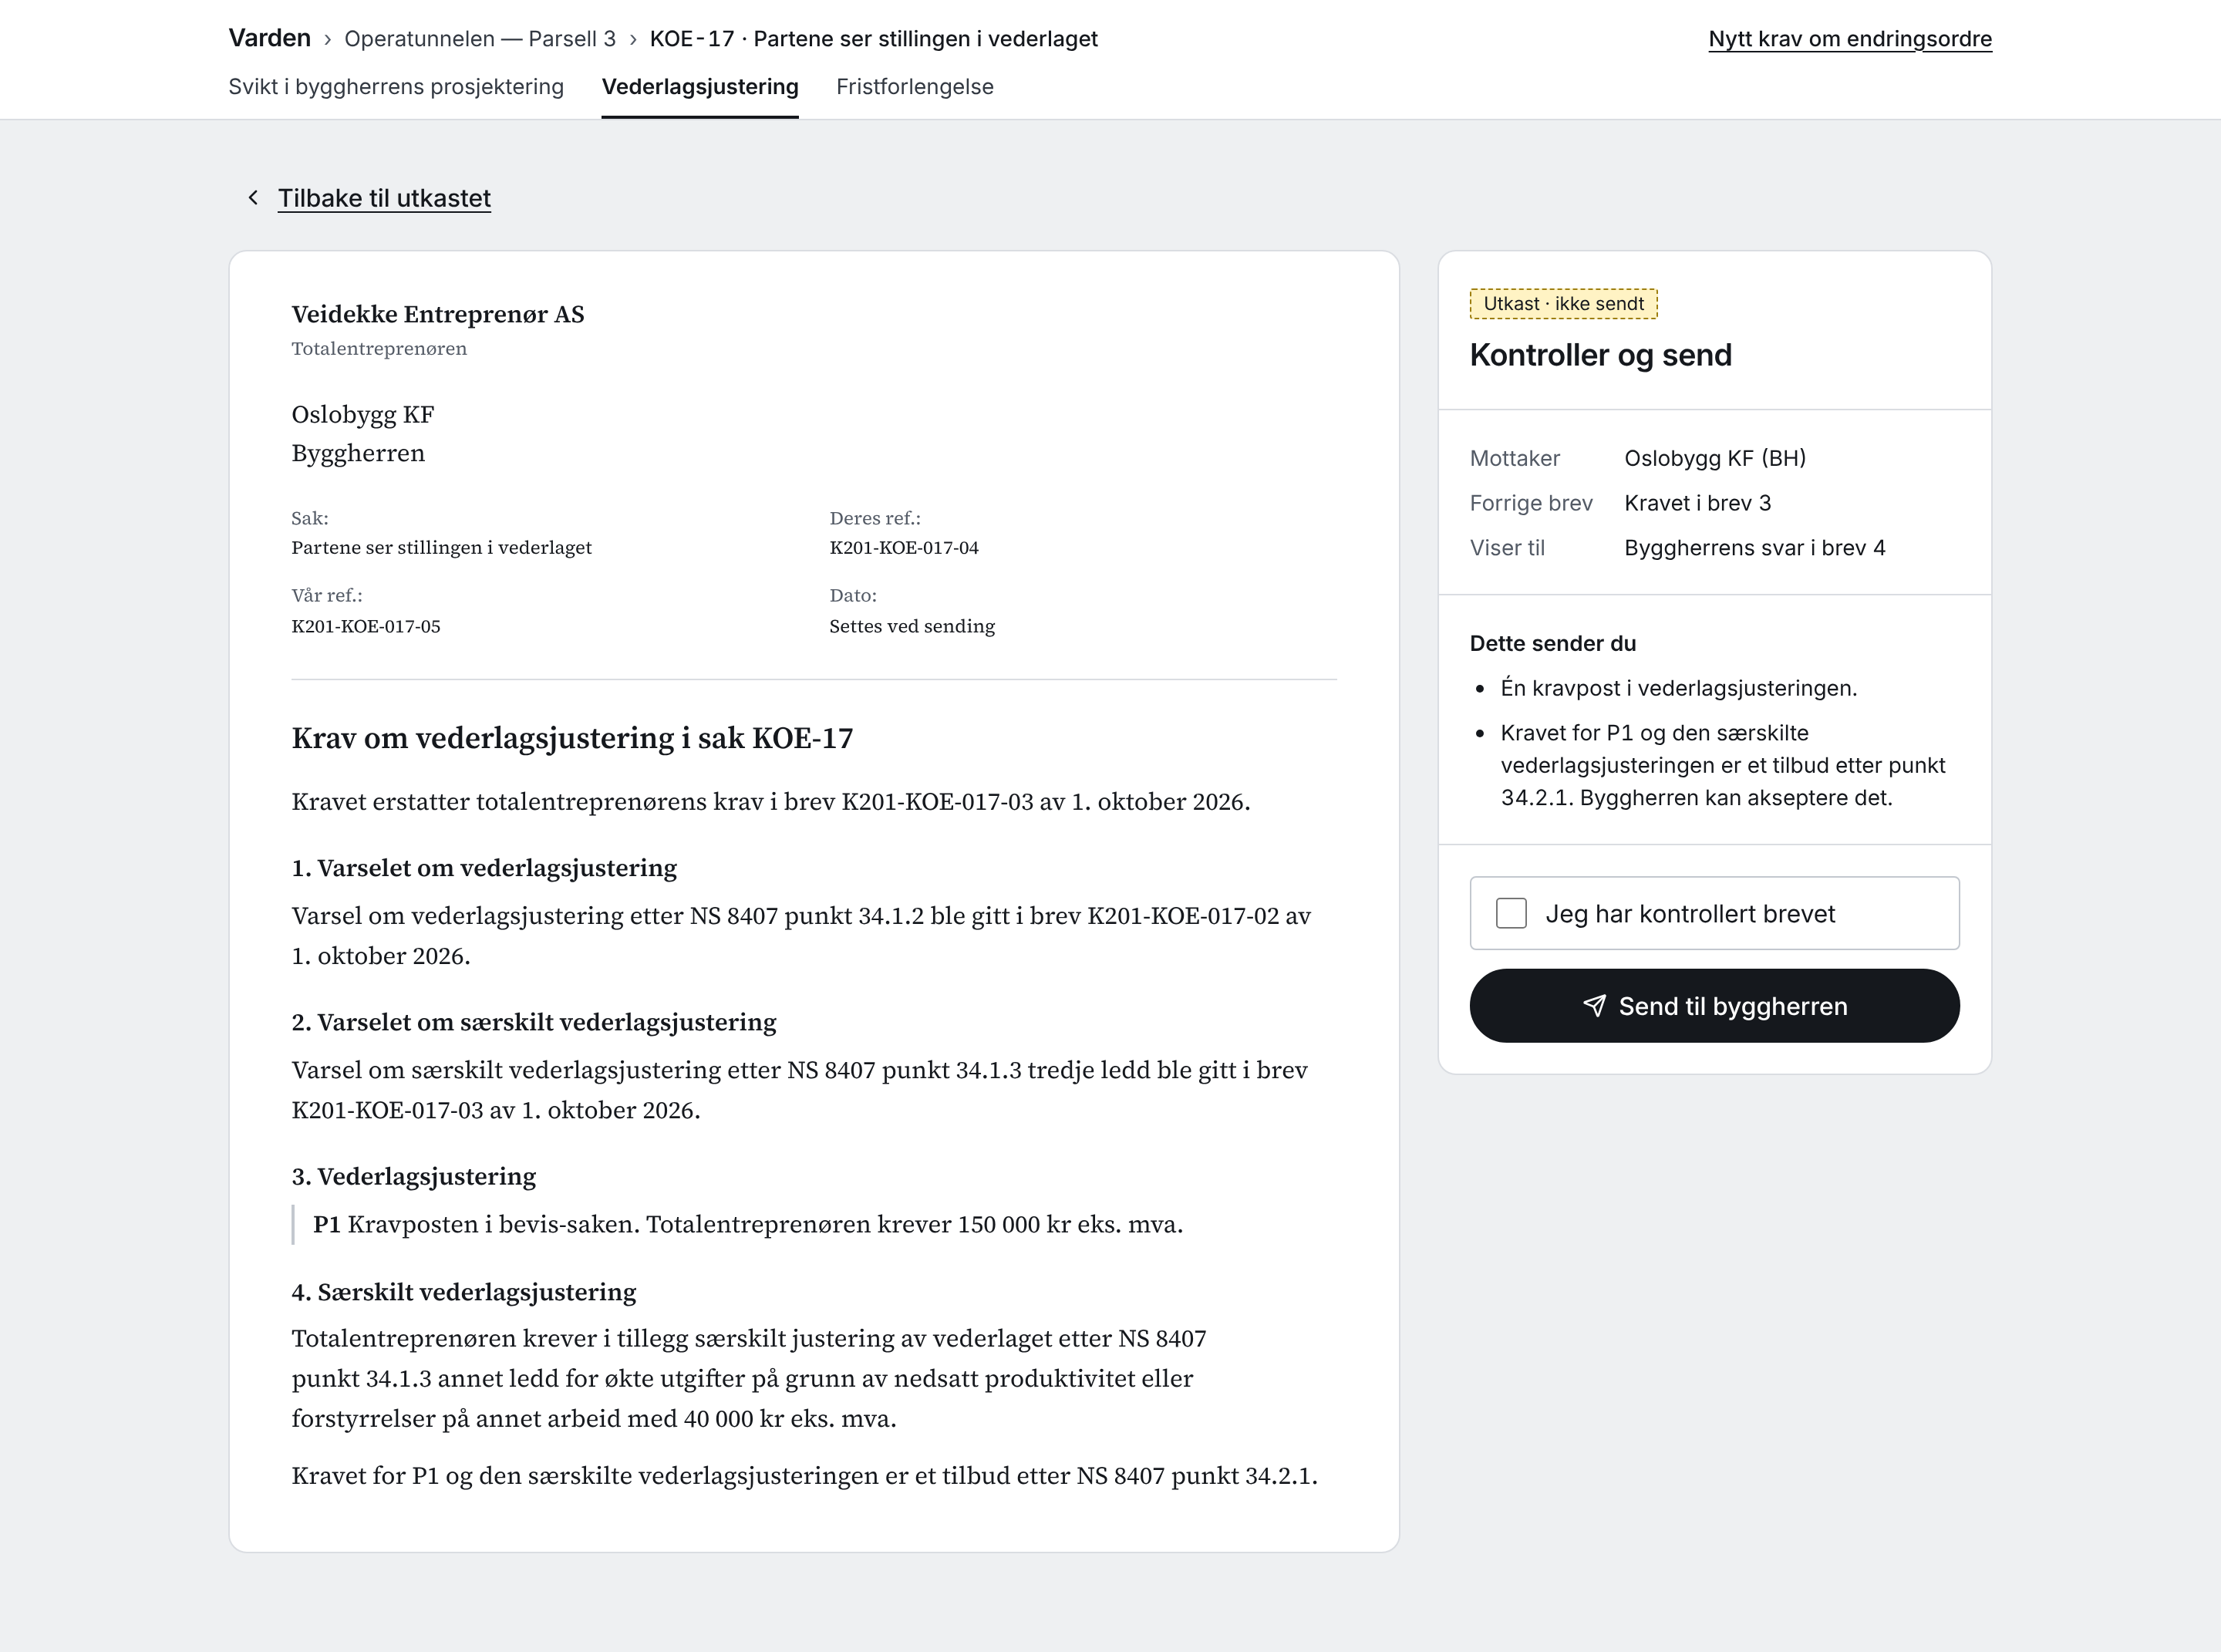 Varden › Operatunnelen — Parsell 3 › KOE-17 · Partene ser stillingen i vederlaget
Nytt krav om endringsordre
Svikt i byggherrens prosjektering
Vederlagsjustering
Fristforlengelse
Tilbake til utkastet
Veidekke Entreprenør AS
Totalentreprenøren
Oslobygg KF
Byggherren
Sak:
Partene ser stillingen i vederlaget
Deres ref.:
K201-KOE-017-04
Vår ref.:
K201-KOE-017-05
Dato:
Settes ved sending
Krav om vederlagsjustering i sak KOE-17
Kravet erstatter totalentreprenørens krav i brev K201-KOE-017-03 av 1. oktober 2026.
1. Varselet om vederlagsjustering
Varsel om vederlagsjustering etter NS 8407 punkt 34.1.2 ble gitt i brev K201-KOE-017-02 av
1. oktober 2026.
2. Varselet om særskilt vederlagsjustering
Varsel om særskilt vederlagsjustering etter NS 8407 punkt 34.1.3 tredje ledd ble gitt i brev
K201-KOE-017-03 av 1. oktober 2026.
3. Vederlagsjustering
P1 Kravposten i bevis-saken. Totalentreprenøren krever 150 000 kr eks. mva.
4. Særskilt vederlagsjustering
Totalentreprenøren krever i tillegg særskilt justering av vederlaget etter NS 8407
punkt 34.1.3 annet ledd for økte utgifter på grunn av nedsatt produktivitet eller
forstyrrelser på annet arbeid med 40 000 kr eks. mva.
Kravet for P1 og den særskilte vederlagsjusteringen er et tilbud etter NS 8407 punkt 34.2.1.
Utkast · ikke sendt
Kontroller og send
Mottaker Oslobygg KF (BH)
Forrige brev Kravet i brev 3
Viser til Byggherrens svar i brev 4
Dette sender du
• Én kravpost i vederlagsjusteringen.
• Kravet for P1 og den særskilte
vederlagsjusteringen er et tilbud etter punkt
34.2.1. Byggherren kan akseptere det.
Jeg har kontrollert brevet
Send til byggherren